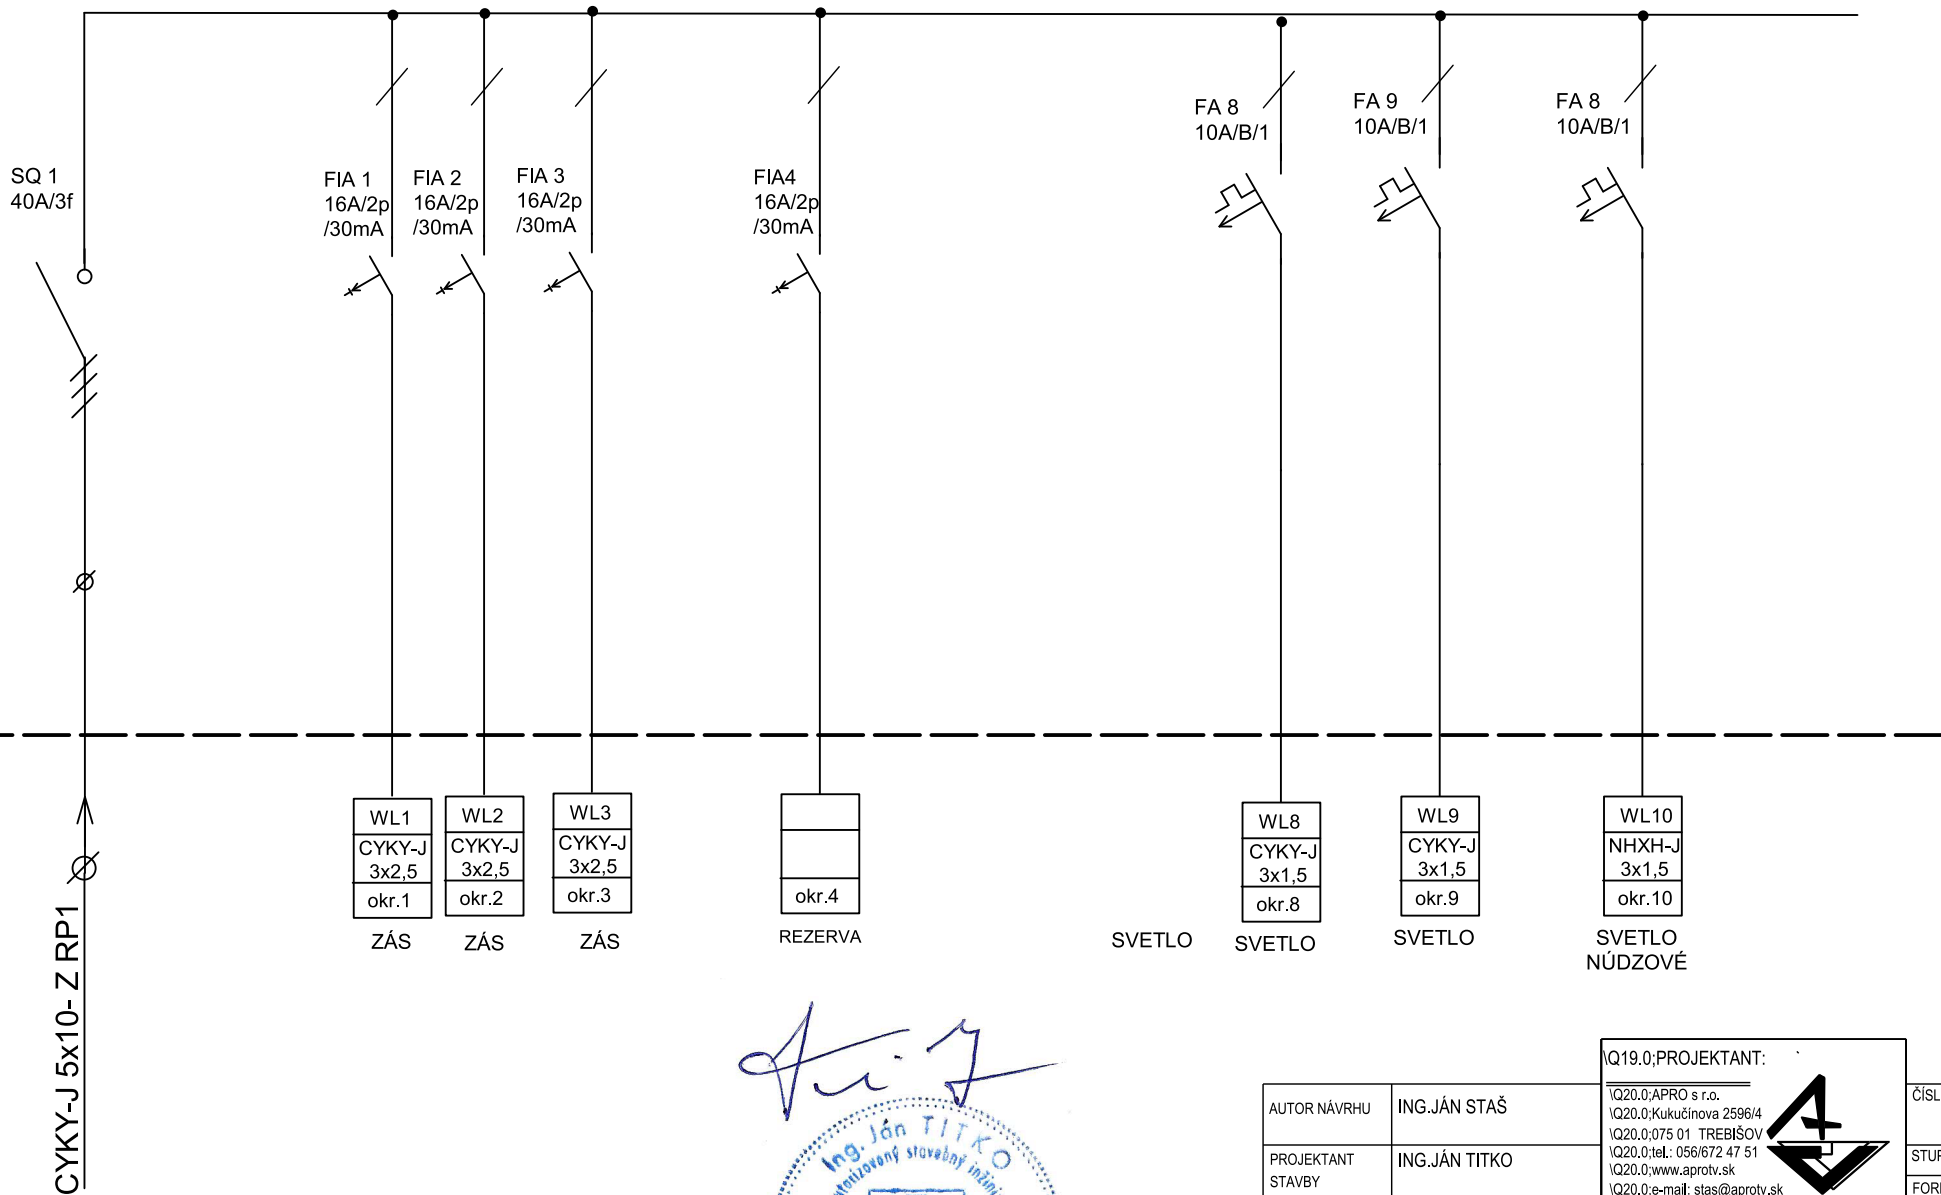 SQ 1
40A/3f
FIA 1
16A/2p
/30mA
FIA 2
16A/2p
/30mA
FIA 3
16A/2p
/30mA
FIA4
16A/2p
/30mA
FA 8
10A/B/1
FA 9
10A/B/1
FA 8
10A/B/1
CYKY-J 5x10- Z RP1
WL1
CYKY-J
3x2,5
okr.1
ZÁS
WL2
CYKY-J
3x2,5
okr.2
ZÁS
WL3
CYKY-J
3x2,5
okr.3
ZÁS
okr.4
REZERVA
SVETLO
WL8
CYKY-J
3x1,5
okr.8
SVETLO
WL9
CYKY-J
3x1,5
okr.9
SVETLO
WL10
NHXH-J
3x1,5
okr.10
SVETLO
NÚDZOVÉ
Ing. Ján TITKO
autorizovaný stavebný
AUTOR NÁVRHU
ING.JÁN STAŠ
PROJEKTANT
STAVBY
ING.JÁN TITKO
\Q19.0;PROJEKTANT:
\Q20.0;APRO s r.o.
\Q20.0;Kukučínova 2596/4
\Q20.0;075 01 TREBIŠOV
\Q20.0;tel.: 056/672 47 51
\Q20.0;www.aprotv.sk
\Q20.0;e-mail: stas@aprotv.sk
ČÍSL
STUP
FOR